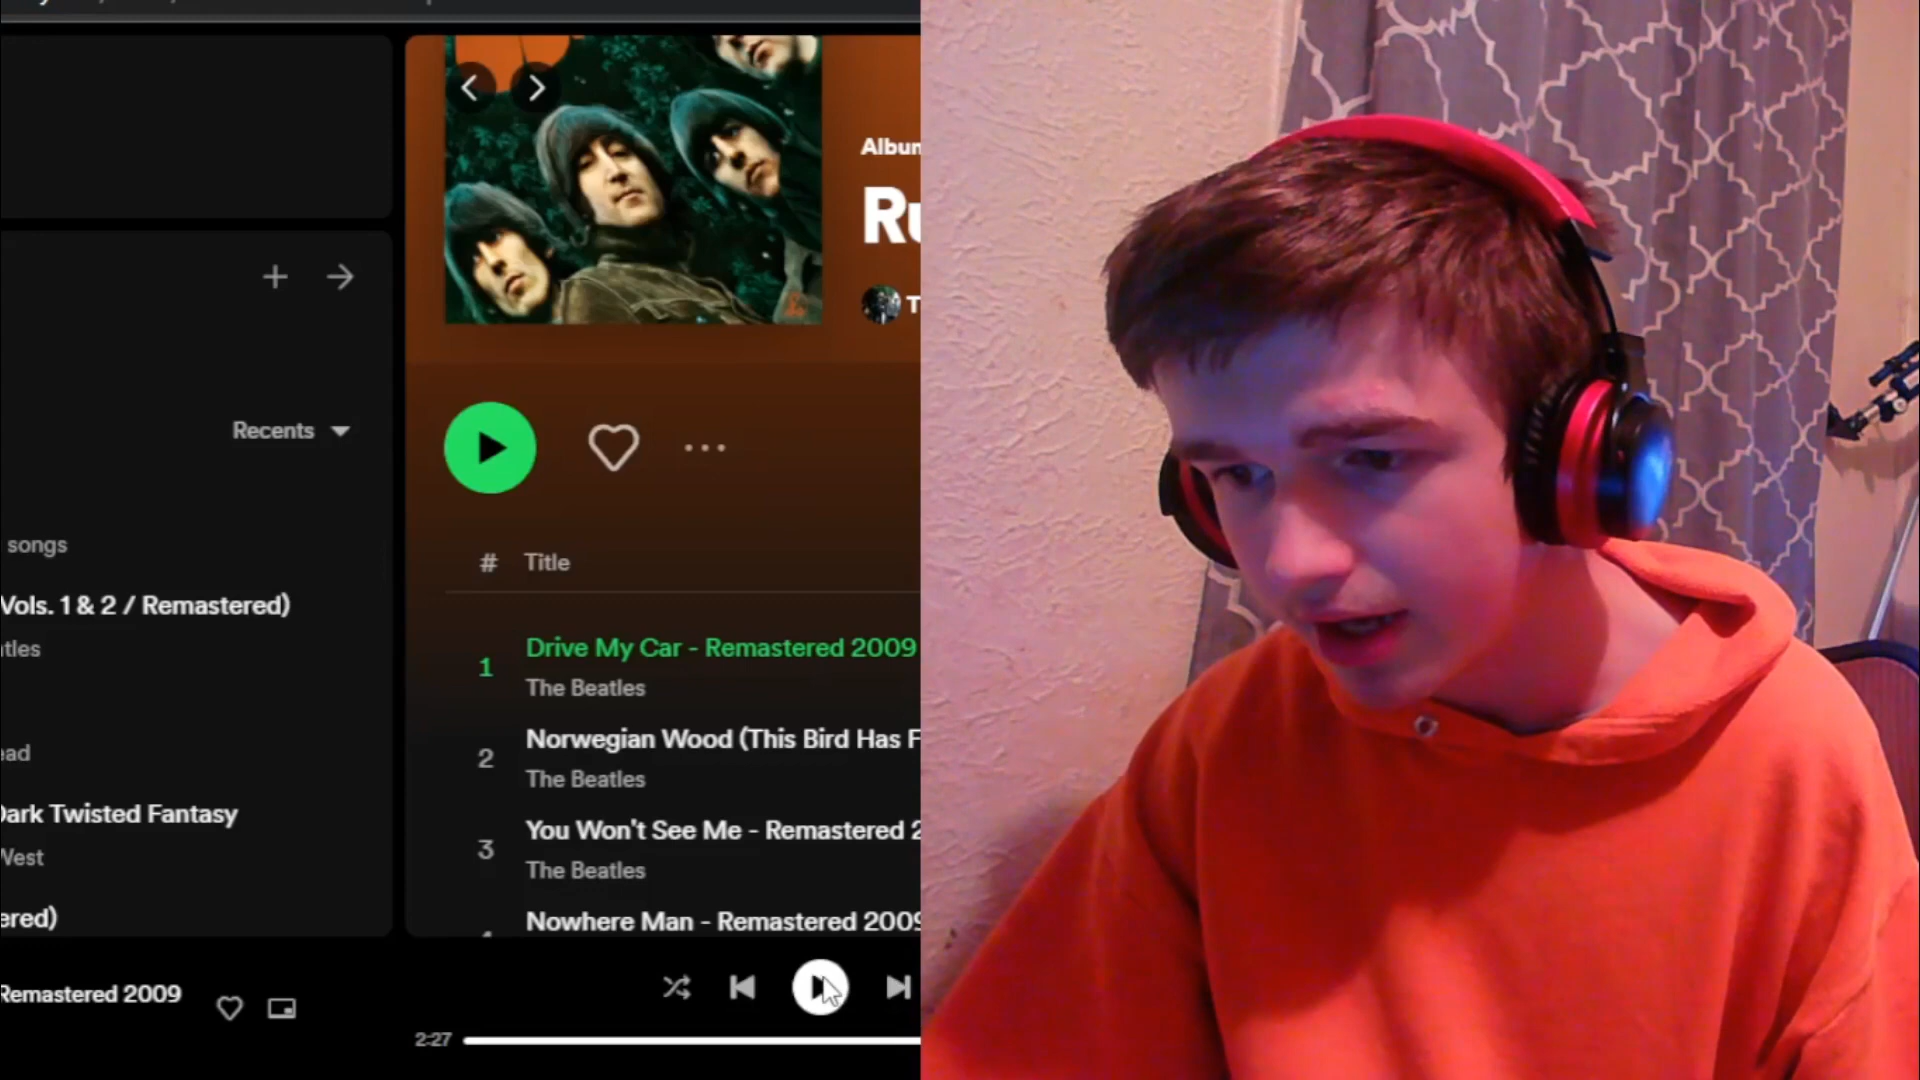 Album
Ru
T
Recents
songs
Vols. 1 & 2 / Remastered)
atles
ead
Dark Twisted Fantasy
West
ered)
# Title
1 Drive My Car - Remastered 2009
The Beatles
2 Norwegian Wood (This Bird Has F
The Beatles
3 You Won't See Me - Remastered 2
The Beatles
Nowhere Man - Remastered 2009
Remastered 2009
2:27